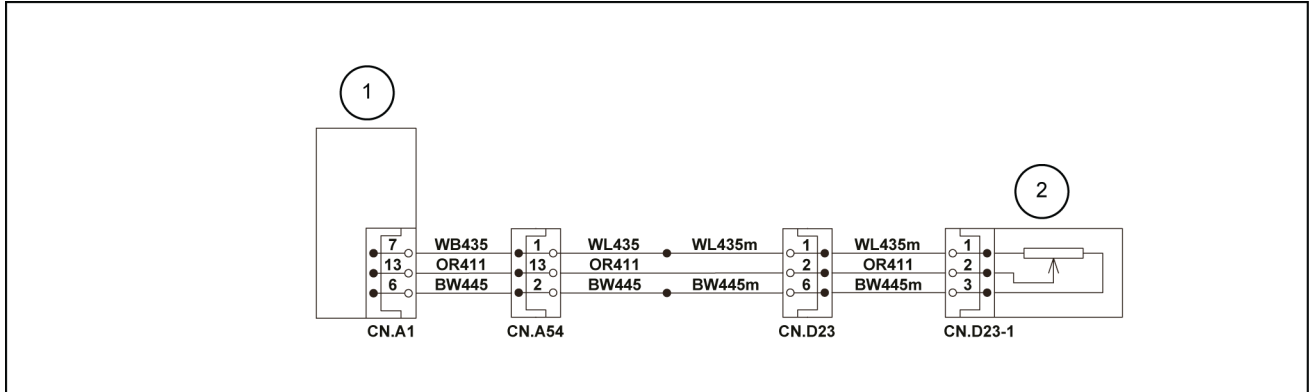 1
2
7 WB435 1 WL435 WL435m 1 WL435m 1
13 OR411 13 OR411 2 OR411 2
6 BW445 2 BW445 BW445m 6 BW445m 3
CN.A1 CN.A54 CN.D23 CN.D23-1